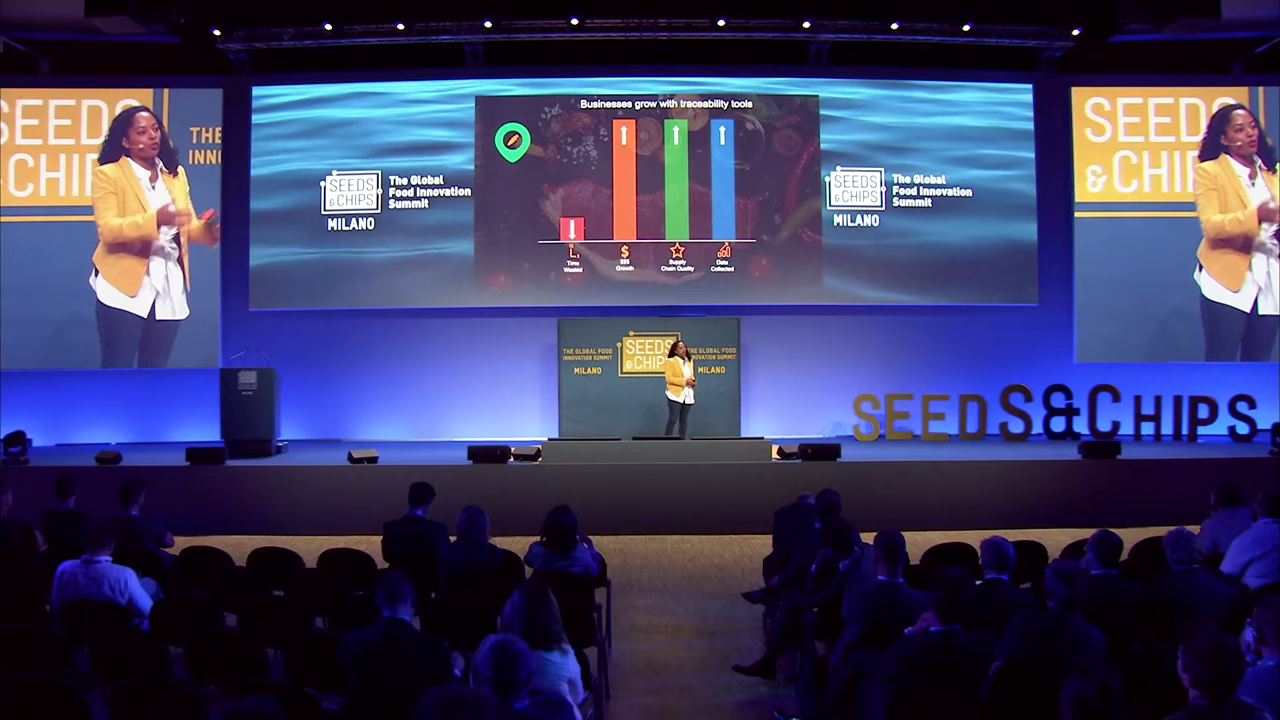 SEEDS
& CHIP
THE
INNO
Businesses grow with traceability tools
SEEDS
& CHIPS
The Global
Food Innovation
Summit
MILANO
Time
Wasted
$
$$$
Growth
Supply
Chain Quality
Data
Collected
SEEDS
& CHIPS
The Global
Food Innovation
Summit
MILANO
SEEDS
& CHI
THE GLOBAL FOOD
INNOVATION SUMMIT
MILANO
SEEDS
& CHIPS
THE GLOBAL FOOD
INNOVATION SUMMIT
MILANO
SEEDS&CHIPS